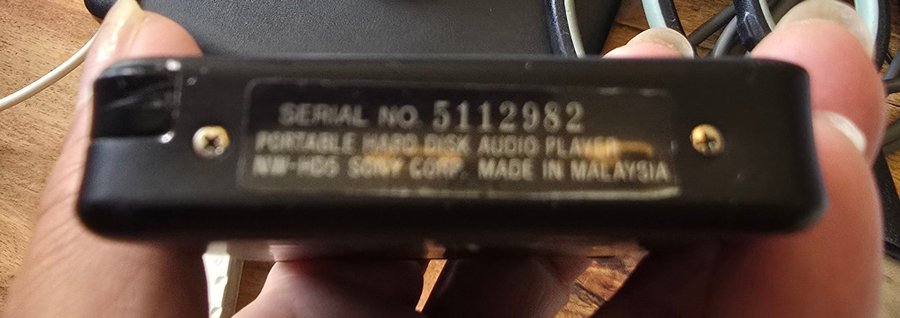 SERIAL NO. 5112982
PORTABLE HARD DISK AUDIO PLAYER
NW-HD5 SONY CORP. MADE IN MALAYSIA